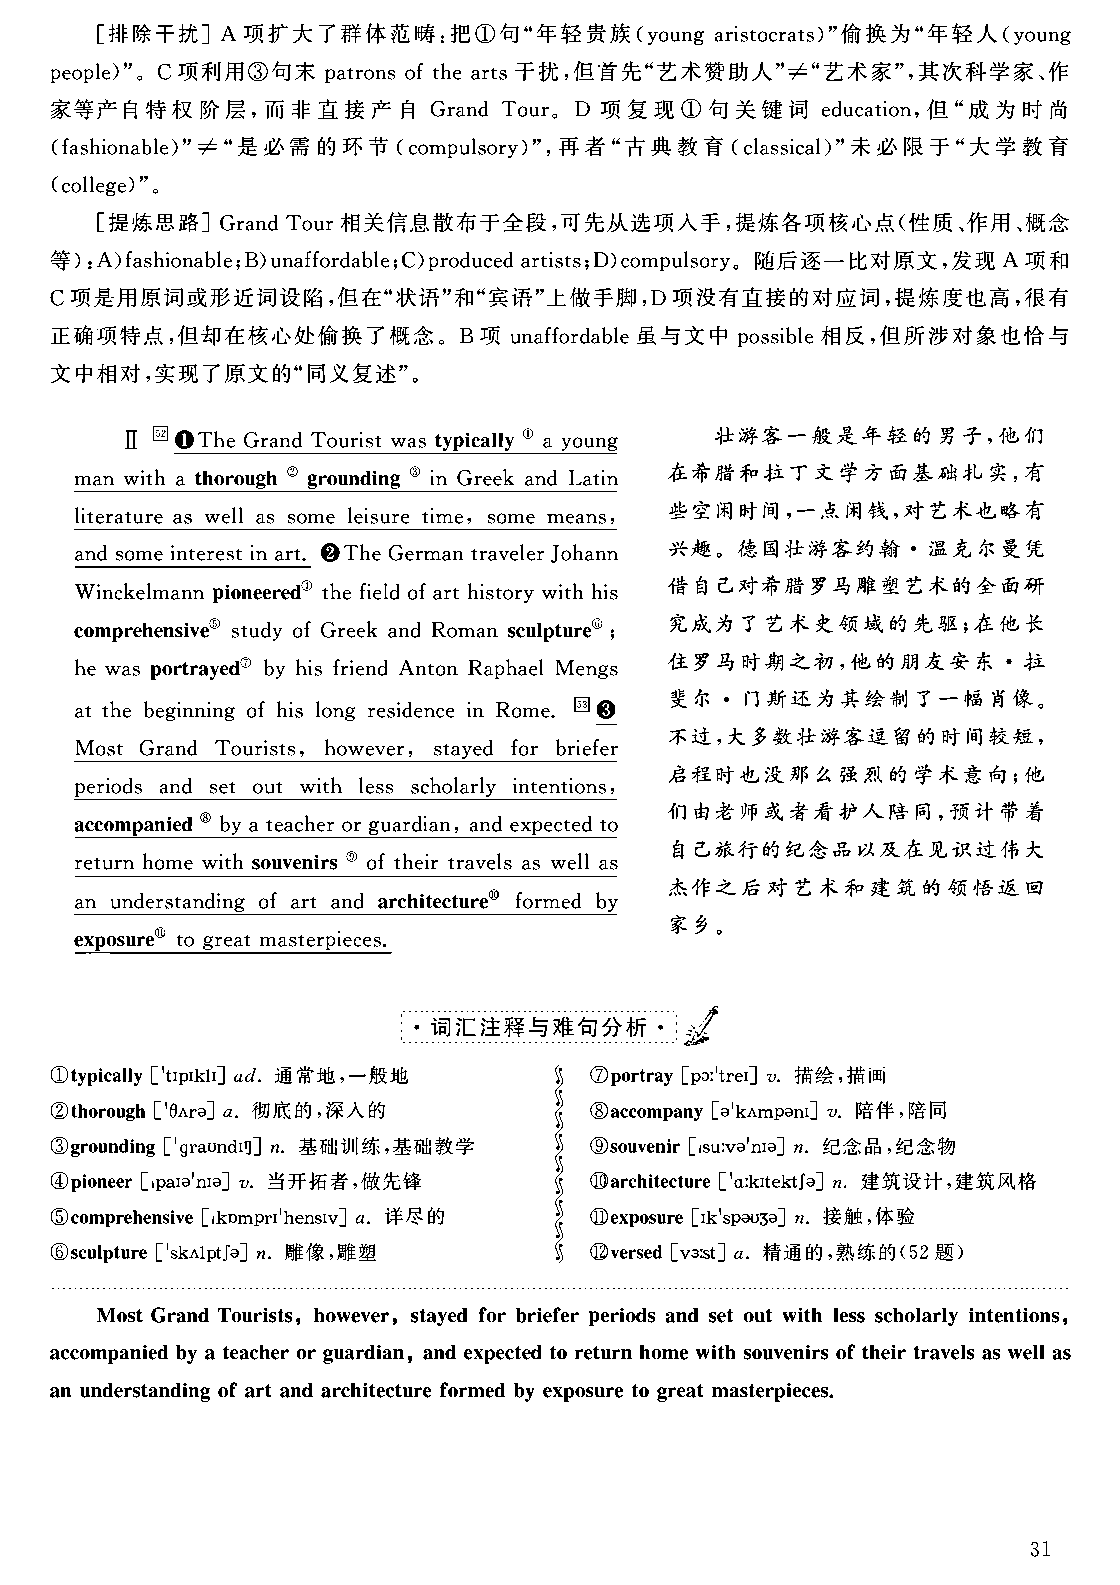 [排除干扰] A 项扩大了群体范畴:把①句“年轻贵族(young aristocrats)”偷换为“年轻人(young
people)”。C 项利用③句末 patrons of the arts 干扰,但首先“艺术赞助人”≠“艺术家”,其次科学家、作
家等产自特权阶层,而非直接产自 Grand Tour。D 项复现①句关键词 education,但“成为时尚
(fashionable)”≠“是必需的环节(compulsory)”,再者“古典教育(classical)”未必限于“大学教育
(college)”。
[提炼思路] Grand Tour 相关信息散布于全段,可先从选项入手,提炼各项核心点(性质、作用、概念
等):A)fashionable;B)unaffordable;C)produced artists;D)compulsory。随后逐一比对原文,发现 A 项和
C 项是用原词或形近词设陷,但在“状语”和“宾语”上做手脚,D 项没有直接的对应词,提炼度也高,很有
正确项特点,但却在核心处偷换了概念。B 项 unaffordable 虽与文中 possible 相反,但所涉对象也恰与
文中相对,实现了原文的“同义复述”。
Ⅱ 52 ❶The Grand Tourist was typically ① a young
man with a thorough ② grounding ③ in Greek and Latin
literature as well as some leisure time, some means,
and some interest in art. ❷The German traveler Johann
Winckelmann pioneered④ the field of art history with his
comprehensive⑤ study of Greek and Roman sculpture⑥ ;
he was portrayed⑦ by his friend Anton Raphael Mengs
at the beginning of his long residence in Rome. 53 ❸
Most Grand Tourists, however, stayed for briefer
periods and set out with less scholarly intentions,
accompanied ⑧ by a teacher or guardian, and expected to
return home with souvenirs ⑨ of their travels as well as
an understanding of art and architecture⑩ formed by
exposure⑪ to great masterpieces.
壮游客一般是年轻的男子,他们
在希腊和拉丁文学方面基础扎实,有
些空闲时间,一点闲钱,对艺术也略有
兴趣。德国壮游客约翰·温克尔曼凭
借自己对希腊罗马雕塑艺术的全面研
究成为了艺术史领域的先驱;在他长
住罗马时期之初,他的朋友安东·拉
斐尔·门斯还为其绘制了一幅肖像。
不过,大多数壮游客逗留的时间较短,
启程时也没那么强烈的学术意向;他
们由老师或者看护人陪同,预计带着
自己旅行的纪念品以及在见识过伟大
杰作之后对艺术和建筑的领悟返回
家乡。
·词汇注释与难句分析·
①typically [ˈtɪpɪklɪ] ad. 通常地,一般地
②thorough [ˈθʌrə] a. 彻底的,深入的
③grounding [ˈɡraʊndɪŋ] n. 基础训练,基础教学
④pioneer [ˌpaɪəˈnɪə] v. 当开拓者,做先锋
⑤comprehensive [ˌkɒmprɪˈhensɪv] a. 详尽的
⑥sculpture [ˈskʌlptʃə] n. 雕像,雕塑
⑦portray [pɔːˈtreɪ] v. 描绘,描画
⑧accompany [əˈkʌmpənɪ] v. 陪伴,陪同
⑨souvenir [ˌsuːvəˈnɪə] n. 纪念品,纪念物
⑩architecture [ˈɑːkɪtektʃə] n. 建筑设计,建筑风格
⑪exposure [ɪkˈspəʊʒə] n. 接触,体验
⑫versed [vɜːst] a. 精通的,熟练的(52 题)
Most Grand Tourists, however, stayed for briefer periods and set out with less scholarly intentions,
accompanied by a teacher or guardian, and expected to return home with souvenirs of their travels as well as
an understanding of art and architecture formed by exposure to great masterpieces.
31